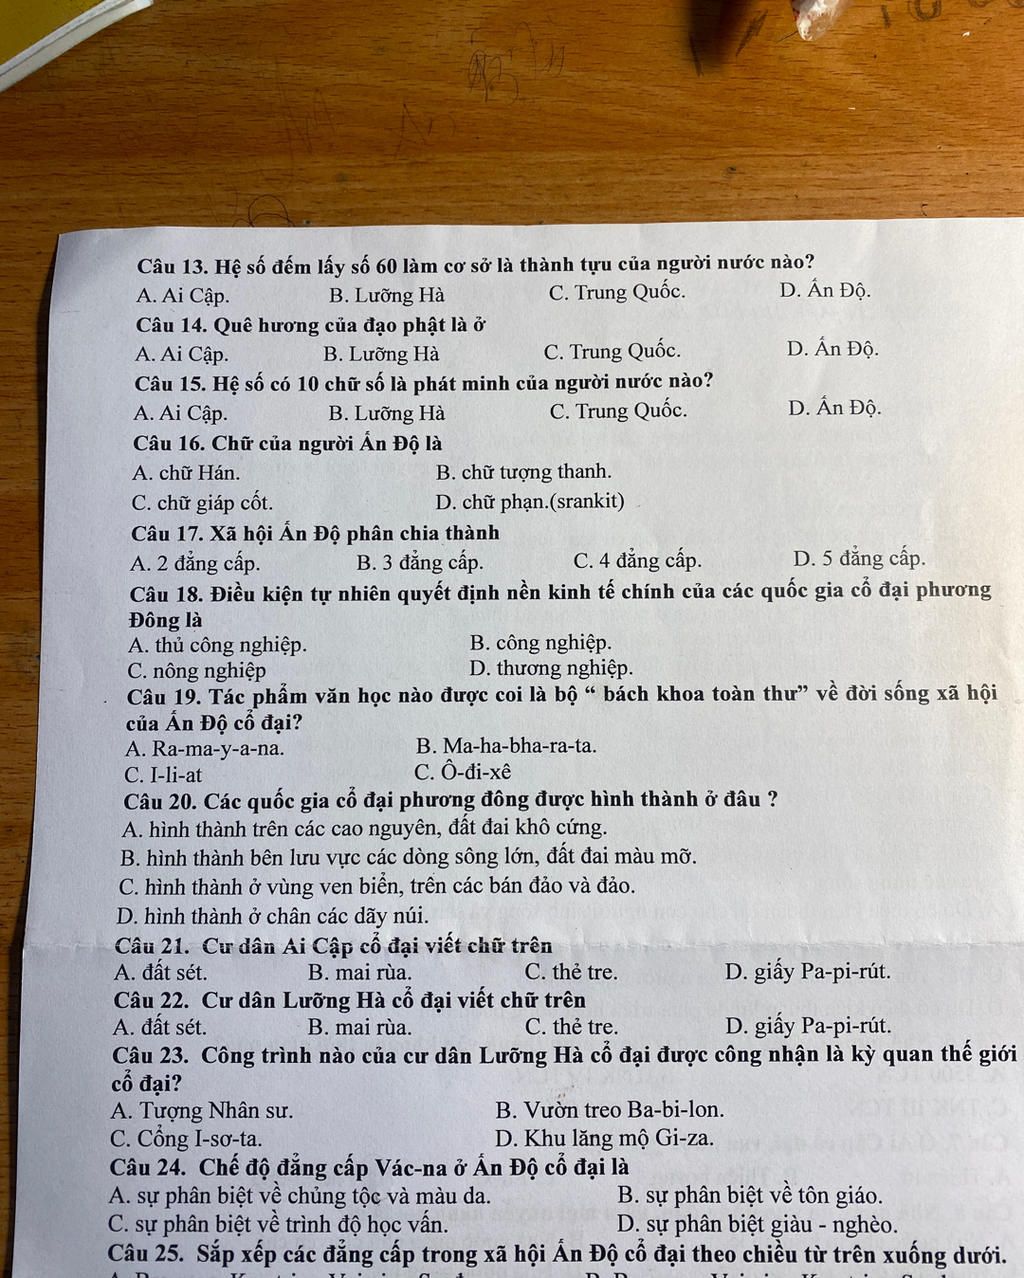 Câu 13. Hệ số đếm lấy số 60 làm cơ sở là thành tựu của người nước nào?
A. Ai Cập. B. Lưỡng Hà C. Trung Quốc. D. Ấn Độ.
Câu 14. Quê hương của đạo phật là ở
A. Ai Cập. B. Lưỡng Hà C. Trung Quốc. D. Ấn Độ.
Câu 15. Hệ số có 10 chữ số là phát minh của người nước nào?
A. Ai Cập. B. Lưỡng Hà C. Trung Quốc. D. Ấn Độ.
Câu 16. Chữ của người Ấn Độ là
A. chữ Hán. B. chữ tượng thanh.
C. chữ giáp cốt. D. chữ phạn.(srankit)
Câu 17. Xã hội Ấn Độ phân chia thành
A. 2 đẳng cấp. B. 3 đẳng cấp. C. 4 đẳng cấp. D. 5 đẳng cấp.
Câu 18. Điều kiện tự nhiên quyết định nền kinh tế chính của các quốc gia cổ đại phương
Đông là
A. thủ công nghiệp. B. công nghiệp.
C. nông nghiệp D. thương nghiệp.
Câu 19. Tác phẩm văn học nào được coi là bộ “ bách khoa toàn thư” về đời sống xã hội
của Ấn Độ cổ đại?
A. Ra-ma-y-a-na. B. Ma-ha-bha-ra-ta.
C. I-li-at C. Ô-đi-xê
Câu 20. Các quốc gia cổ đại phương đông được hình thành ở đâu ?
A. hình thành trên các cao nguyên, đất đai khô cứng.
B. hình thành bên lưu vực các dòng sông lớn, đất đai màu mỡ.
C. hình thành ở vùng ven biển, trên các bán đảo và đảo.
D. hình thành ở chân các dãy núi.
Câu 21. Cư dân Ai Cập cổ đại viết chữ trên
A. đất sét. B. mai rùa. C. thẻ tre. D. giấy Pa-pi-rút.
Câu 22. Cư dân Lưỡng Hà cổ đại viết chữ trên
A. đất sét. B. mai rùa. C. thẻ tre. D. giấy Pa-pi-rút.
Câu 23. Công trình nào của cư dân Lưỡng Hà cổ đại được công nhận là kỳ quan thế giới
cổ đại?
A. Tượng Nhân sư. B. Vườn treo Ba-bi-lon.
C. Cổng I-sơ-ta. D. Khu lăng mộ Gi-za.
Câu 24. Chế độ đẳng cấp Vác-na ở Ấn Độ cổ đại là
A. sự phân biệt về chủng tộc và màu da. B. sự phân biệt về tôn giáo.
C. sự phân biệt về trình độ học vấn. D. sự phân biệt giàu - nghèo.
Câu 25. Sắp xếp các đẳng cấp trong xã hội Ấn Độ cổ đại theo chiều từ trên xuống dưới.